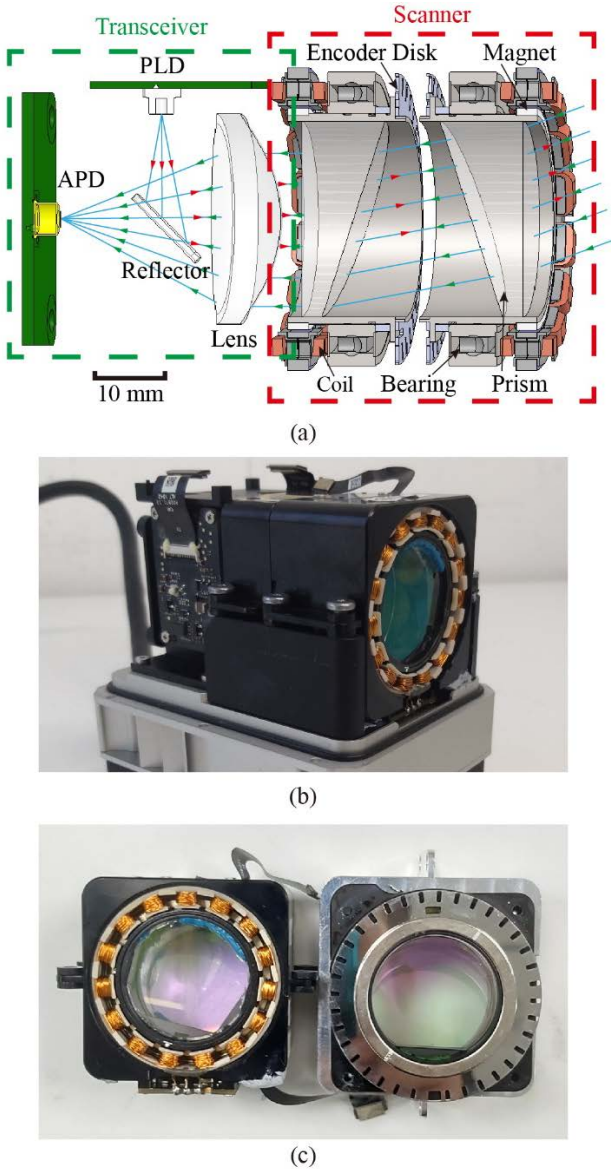 Transceiver
Scanner
PLD
Encoder Disk
Magnet
APD
Reflector
Lens
Coil
Bearing
Prism
10 mm
(a)
(b)
(c)